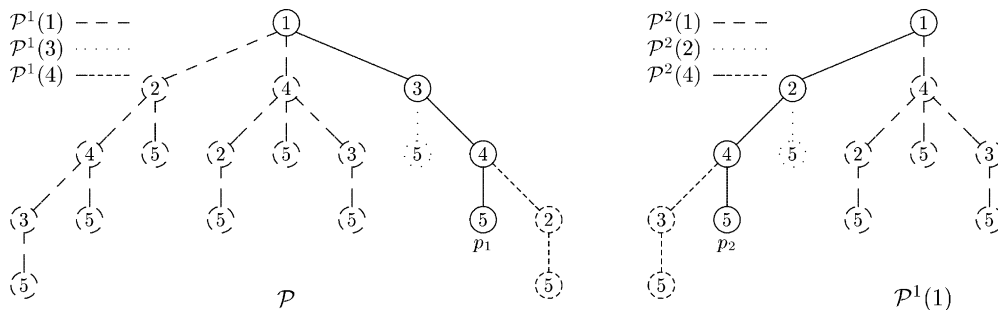 𝒫¹(1) 1 𝒫²(1) 1
𝒫¹(3) 𝒫²(2)
𝒫¹(4) 𝒫²(4)
2 4 3 2 4
4 5 2 5 3 5 4 4 5 2 5 3
3 5 5 5 5 2 3 5 5 5
p₁ p₂
5 5 5
𝒫 𝒫¹(1)